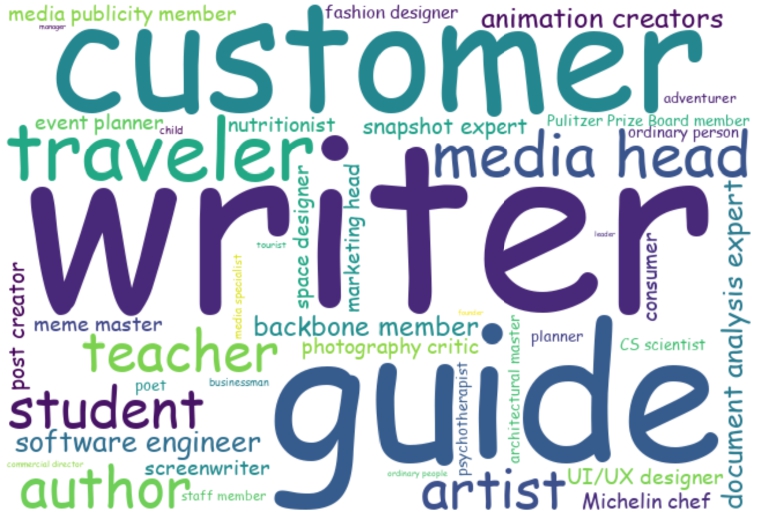 media publicity member
fashion designer
animation creators
manager
customer
adventurer
event planner
child
nutritionist
snapshot expert
Pulitzer Prize Board member
ordinary person
traveler
media head
writer
tourist
space designer
marketing head
media specialist
leader
consumer
document analysis expert
post creator
meme master
backbone member
founder
planner
CS scientist
teacher
photography critic
architectural master
poet
businessman
guide
psychotherapist
student
software engineer
commercial director
screenwriter
ordinary people
author
staff member
artist
UI/UX designer
Michelin chef